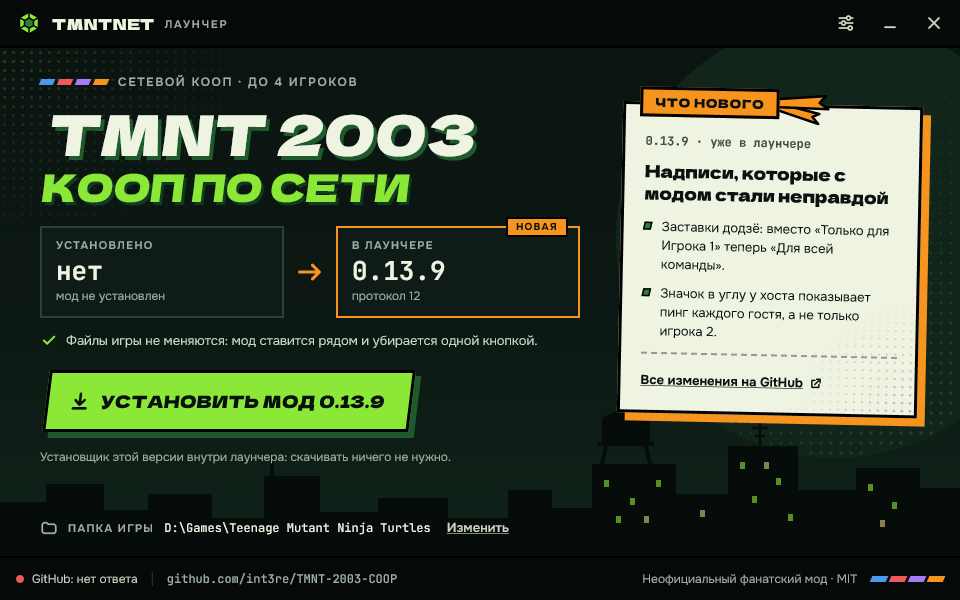 TMNTNET ЛАУНЧЕР
СЕТЕВОЙ КООП · ДО 4 ИГРОКОВ
TMNT 2003
КООП ПО СЕТИ
УСТАНОВЛЕНО
нет
мод не установлен
НОВАЯ
В ЛАУНЧЕРЕ
0.13.9
протокол 12
Файлы игры не меняются: мод ставится рядом и убирается одной кнопкой.
УСТАНОВИТЬ МОД 0.13.9
Установщик этой версии внутри лаунчера: скачивать ничего не нужно.
ПАПКА ИГРЫ D:\Games\Teenage Mutant Ninja Turtles Изменить
ЧТО НОВОГО
0.13.9 · уже в лаунчере
Надписи, которые с
модом стали неправдой
Заставки додзё: вместо «Только для
Игрока 1» теперь «Для всей
команды».
Значок в углу у хоста показывает
пинг каждого гостя, а не только
игрока 2.
Все изменения на GitHub
GitHub: нет ответа
github.com/int3re/TMNT-2003-COOP
Неофициальный фанатский мод · MIT